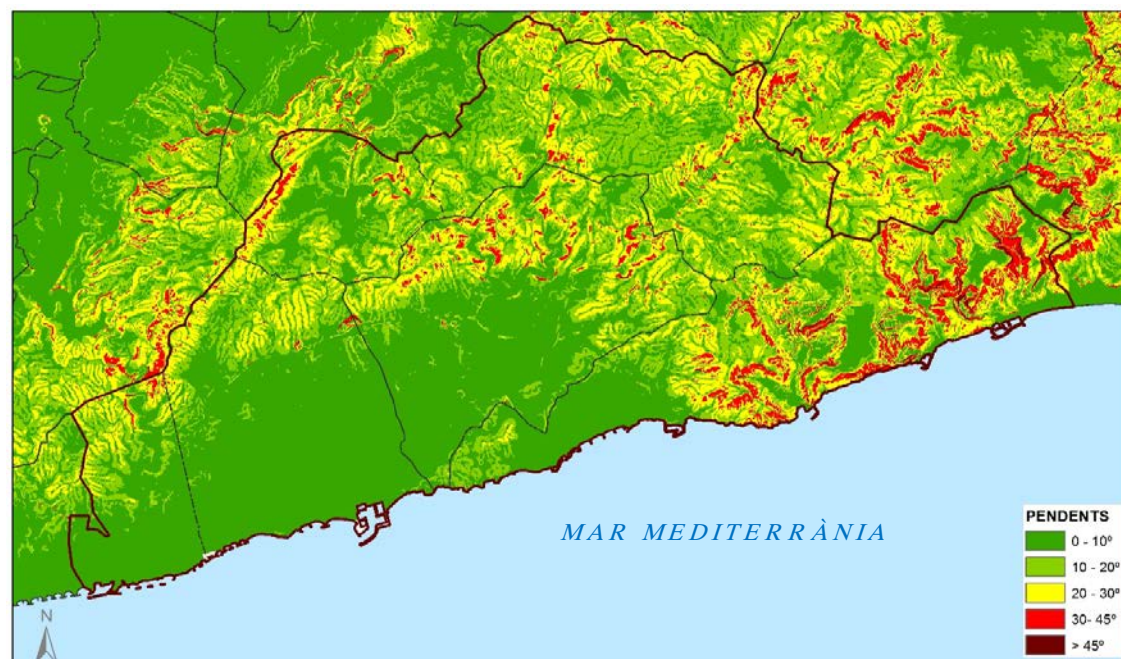 MAR MEDITERRÀNIA
PENDENTS
0 - 10º
10 - 20º
20 - 30º
30- 45º
> 45º
N